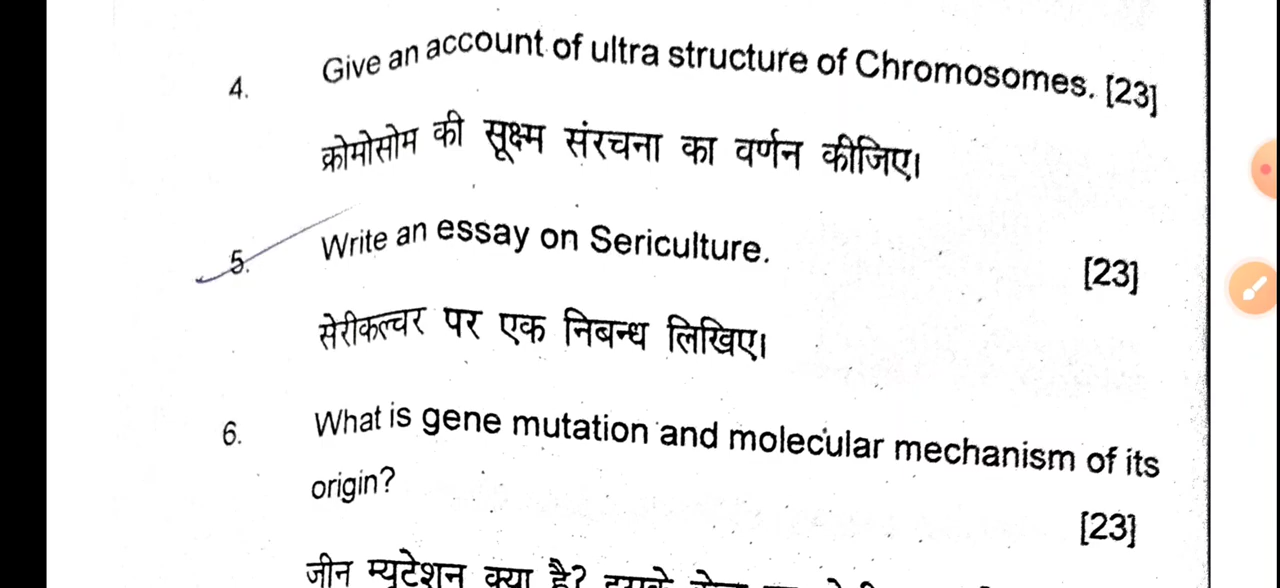 4. Give an account of ultra structure of Chromosomes. [23]
क्रोमोसोम की सूक्ष्म संरचना का वर्णन कीजिए।
5. Write an essay on Sericulture. [23]
सेरीकल्चर पर एक निबन्ध लिखिए।
6. What is gene mutation and molecular mechanism of its
origin? [23]
जीन म्यूटेशन क्या है?